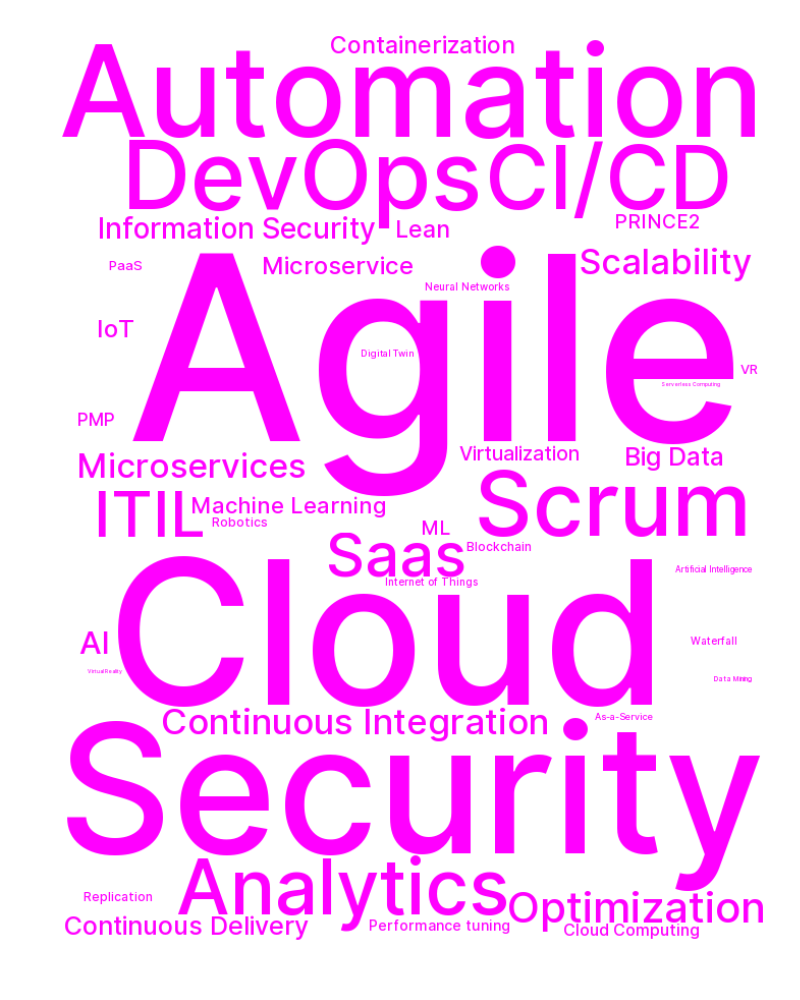 Containerization
Automation
DevOps CI/CD
Information Security Lean PRINCE2
PaaS Microservice Scalability
Neural Networks
IoT
Agile
Digital Twin
VR
Serverless Computing
PMP
Microservices Virtualization Big Data
ITIL Machine Learning Scrum
Robotics ML
Saas Blockchain
Internet of Things
Artificial Intelligence
AI Cloud Waterfall
Virtual Reality
Data Mining
Continuous Integration As-a-Service
Security
Analytics
Replication Optimization
Continuous Delivery Performance tuning Cloud Computing